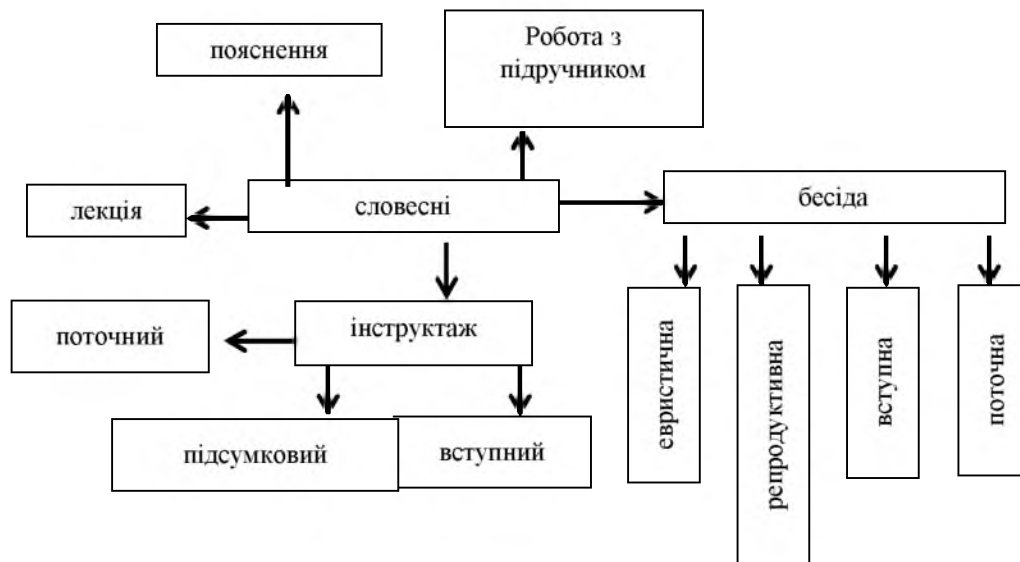 пояснення
Робота з
підручником
лекція
словесні
бесіда
поточний
інструктаж
підсумковий
вступний
евристична
репродуктивна
вступна
поточна